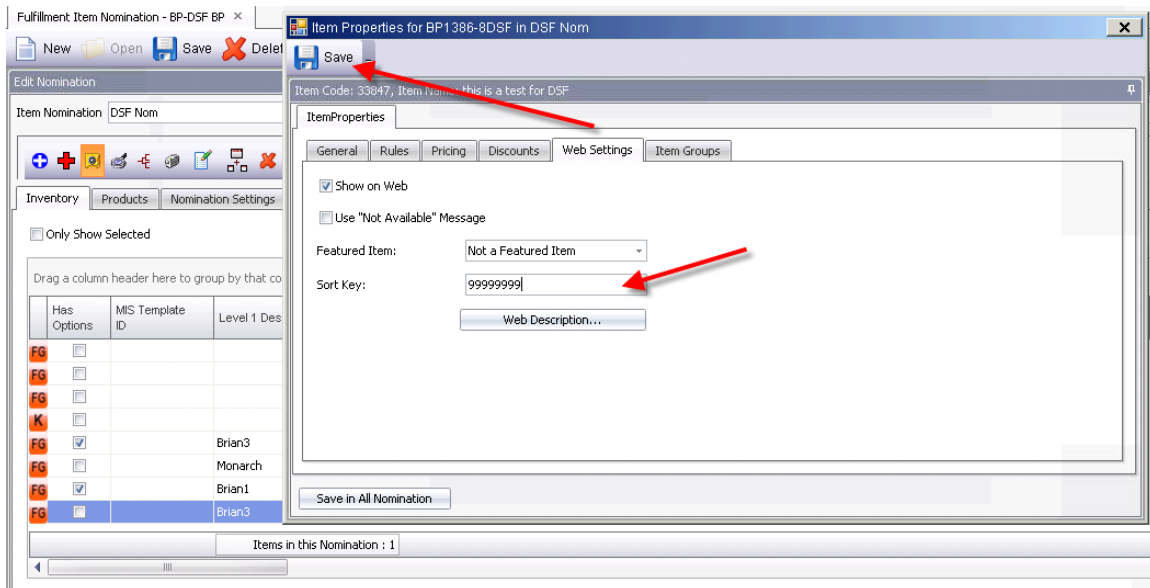 Fulfillment Item Nomination - BP-DSF BP ×
New Open Save Delet
Edit Nomination
Item Nomination DSF Nom
Inventory Products Nomination Settings
Only Show Selected
Drag a column header here to group by that co
Has Options MIS Template ID Level 1 Des
FG
FG
FG
K
FG Brian3
FG Monarch
FG Brian1
FG Brian3
Items in this Nomination : 1
Item Properties for BP1386-8DSF in DSF Nom
Save
Item Code: 33847, Item Name: this is a test for DSF
ItemProperties
General Rules Pricing Discounts Web Settings Item Groups
Show on Web
Use "Not Available" Message
Featured Item: Not a Featured Item
Sort Key: 99999999
Web Description...
Save in All Nomination